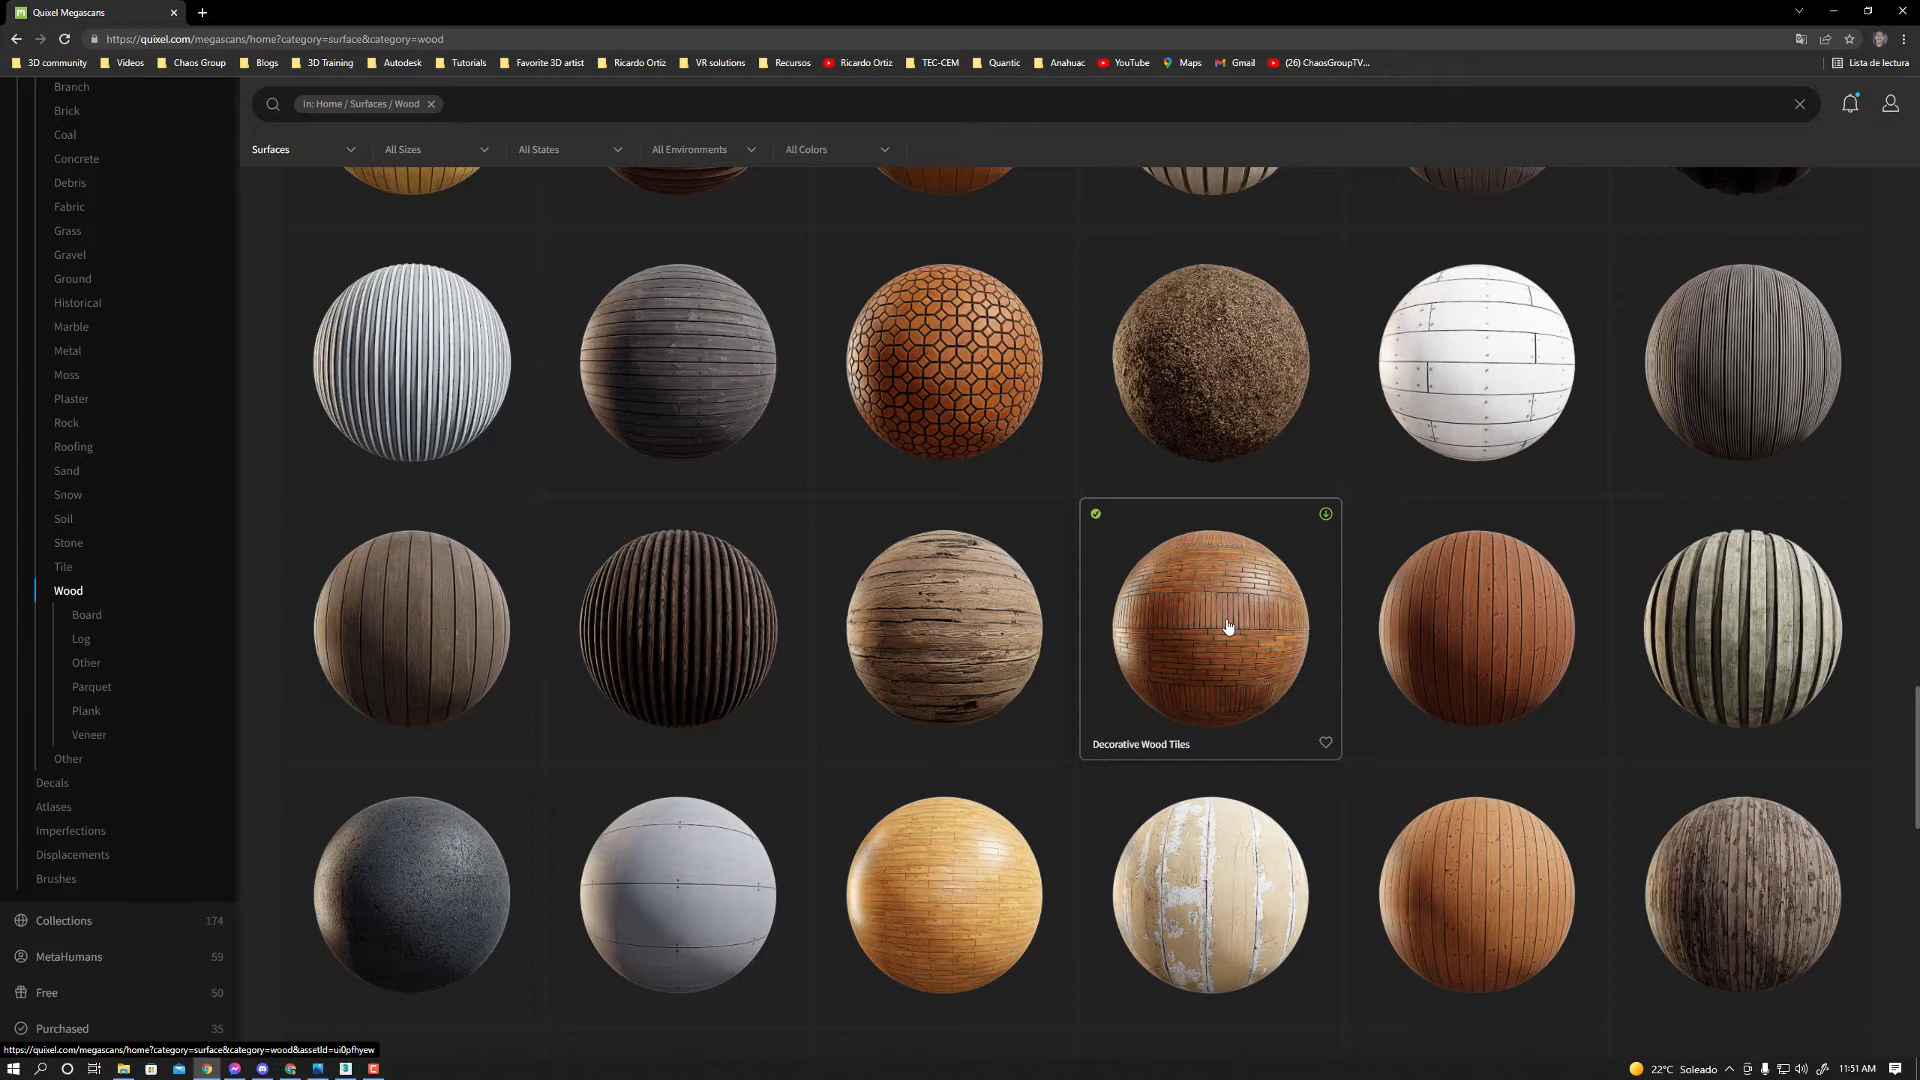 Quixel Megascans
https://quixel.com/megascans/home?category=surface&category=wood
3D community Videos Chaos Group Blogs 3D Training Autodesk Tutorials Favorite 3D artist Ricardo Ortiz VR solutions Recursos Ricardo Ortiz TEC-CEM Quantic Anahuac YouTube Maps Gmail (26) ChaosGroupTV... Lista de lectura
In: Home / Surfaces / Wood
Surfaces All Sizes All States All Environments All Colors
Branch
Brick
Coal
Concrete
Debris
Fabric
Grass
Gravel
Ground
Historical
Marble
Metal
Moss
Plaster
Rock
Roofing
Sand
Snow
Soil
Stone
Tile
Wood
Board
Log
Other
Parquet
Plank
Veneer
Other
Decals
Atlases
Imperfections
Displacements
Brushes
Collections 174
MetaHumans 59
Free 50
Purchased 35
Decorative Wood Tiles
https://quixel.com/megascans/home?category=surface&category=wood&assetId=ui0pfhyew
22°C Soleado 11:51 AM